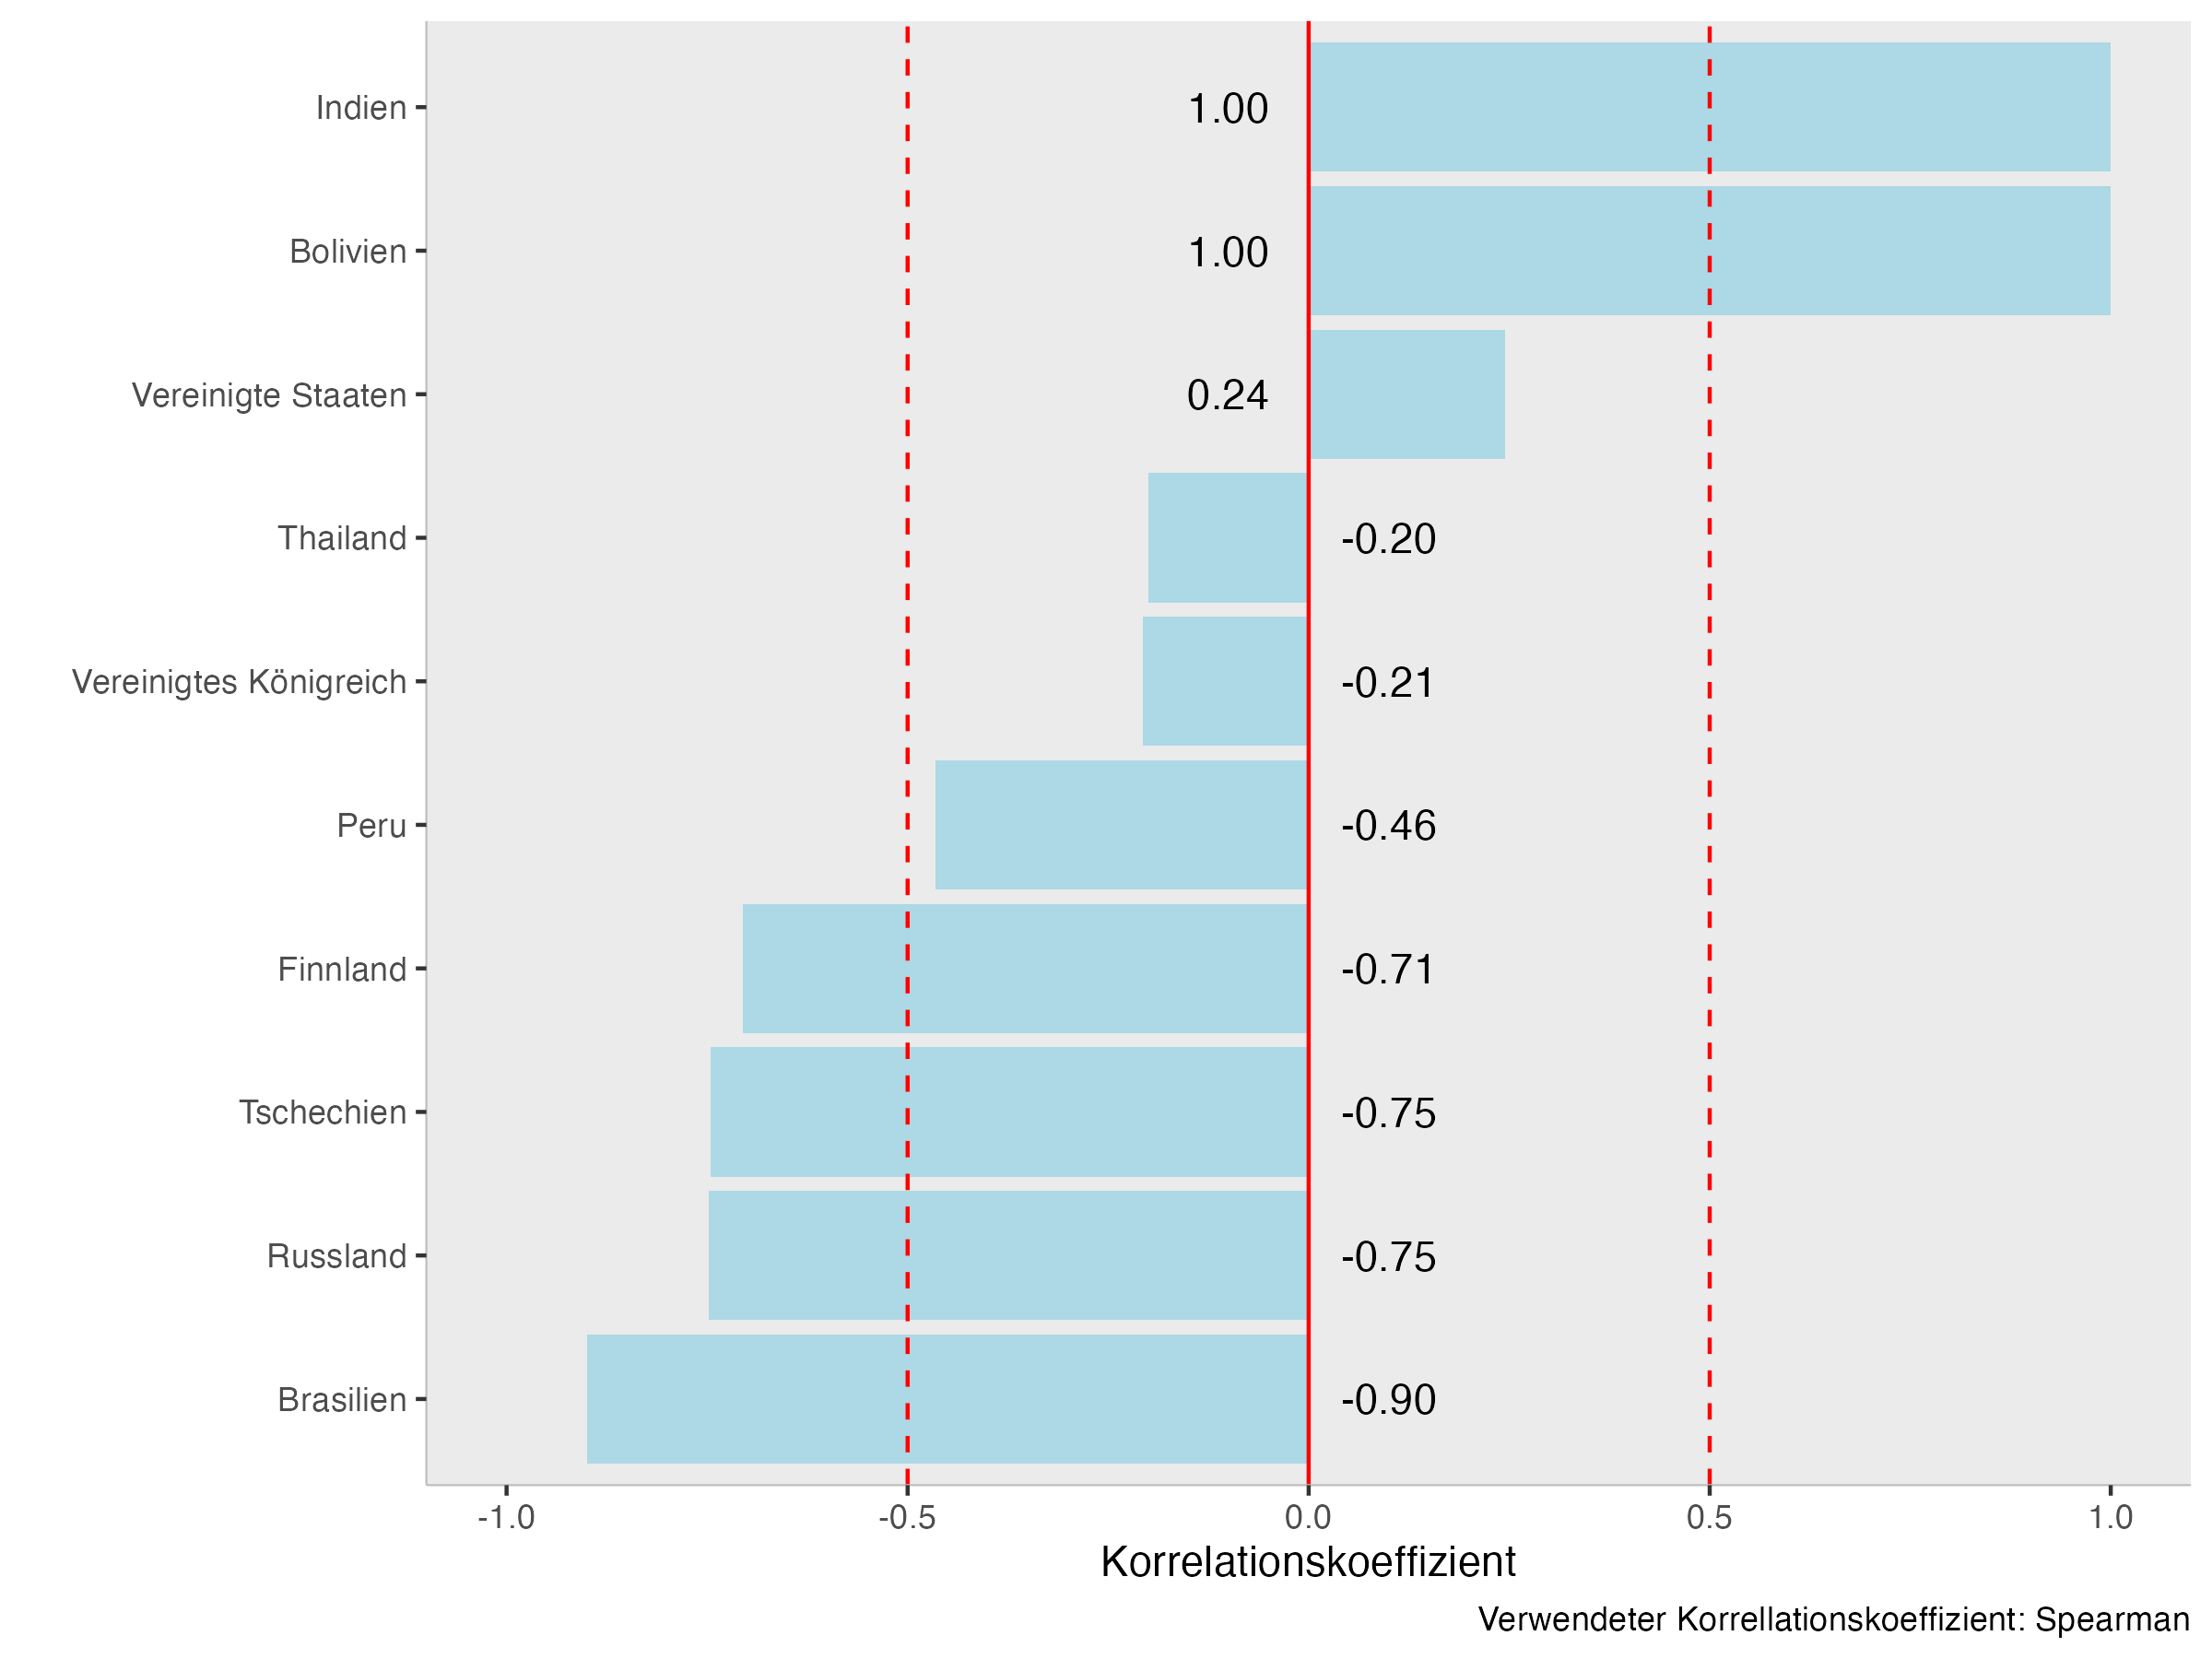 Indien 1.00
Bolivien 1.00
Vereinigte Staaten 0.24
Thailand -0.20
Vereinigtes Königreich -0.21
Peru -0.46
Finnland -0.71
Tschechien -0.75
Russland -0.75
Brasilien -0.90
-1.0 -0.5 0.0 0.5 1.0
Korrelationskoeffizient
Verwendeter Korrellationskoeffizient: Spearman